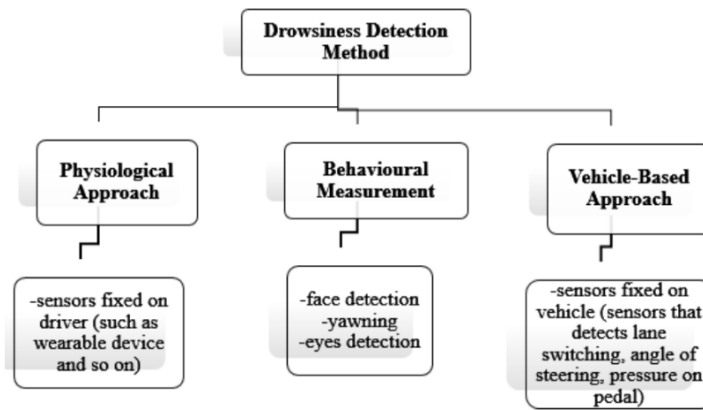 Drowsiness Detection
Method
Physiological
Approach
Behavioural
Measurement
Vehicle-Based
Approach
-sensors fixed on
driver (such as
wearable device
and so on)
-face detection
-yawning
-eyes detection
-sensors fixed on
vehicle (sensors that
detects lane
switching, angle of
steering, pressure on
pedal)